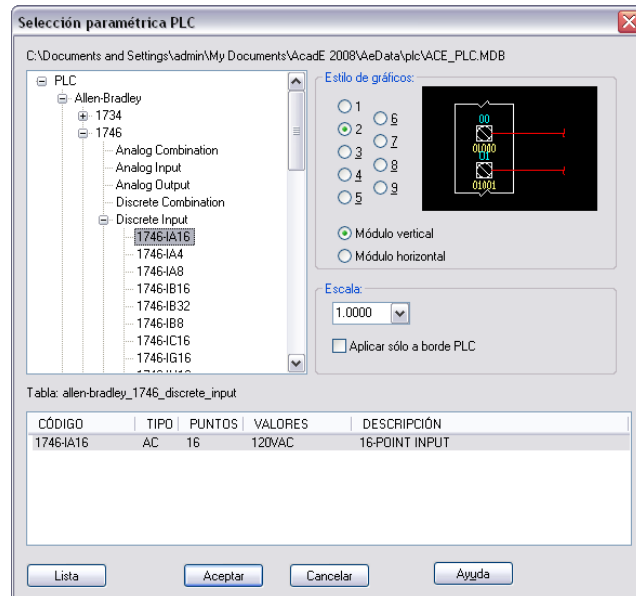 Selección paramétrica PLC
C:\Documents and Settings\admin\My Documents\AcadE 2008\AeData\plc\ACE_PLC.MDB
PLC
Allen-Bradley
1734
1746
Analog Combination
Analog Input
Analog Output
Discrete Combination
Discrete Input
1746-IA16
1746-IA4
1746-IA8
1746-IB16
1746-IB32
1746-IB8
1746-IC16
1746-IG16
Estilo de gráficos:
1
2
3
4
5
6
7
8
9
00
01000
01
01001
Módulo vertical
Módulo horizontal
Escala:
1.0000
Aplicar sólo a borde PLC
Tabla: allen-bradley_1746_discrete_input
CÓDIGO TIPO PUNTOS VALORES DESCRIPCIÓN
1746-IA16 AC 16 120VAC 16-POINT INPUT
Lista Aceptar Cancelar Ayuda